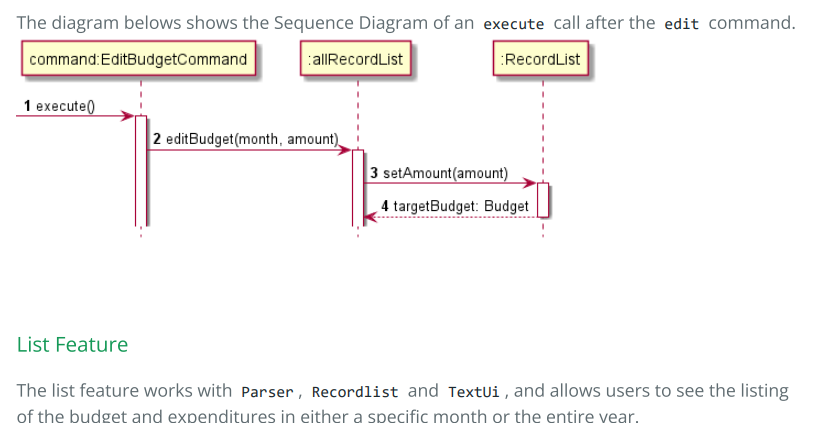 The diagram belows shows the Sequence Diagram of an execute call after the edit command.
command:EditBudgetCommand
:allRecordList
:RecordList
1 execute()
2 editBudget(month, amount)
3 setAmount(amount)
4 targetBudget: Budget
List Feature
The list feature works with Parser, Recordlist and TextUi, and allows users to see the listing
of the budget and expenditures in either a specific month or the entire year.